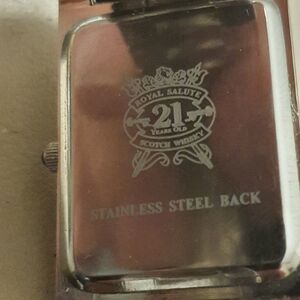 ROYAL SALUTE
21
YEARS OLD
SCOTCH WHISKY
STAINLESS STEEL BACK